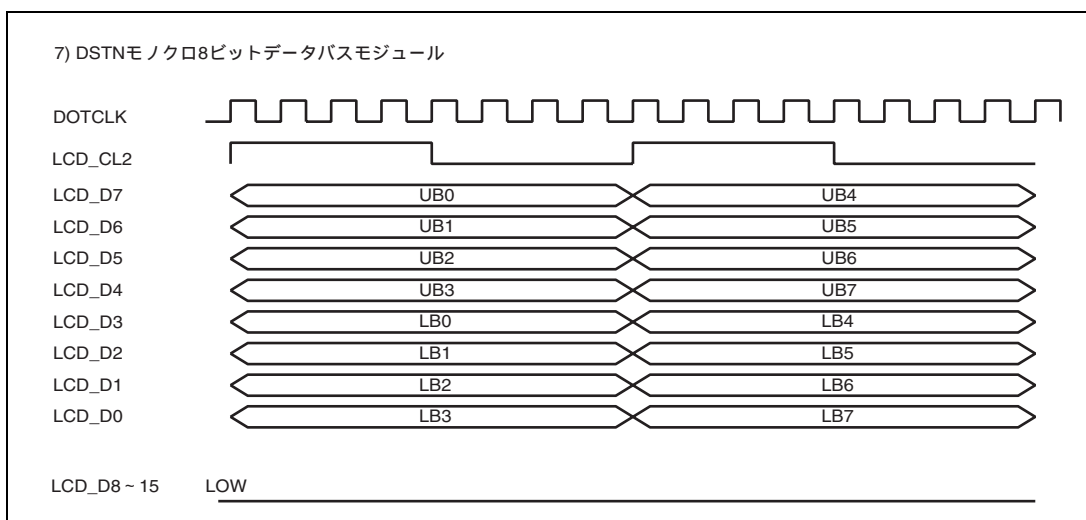 7) DSTNモノクロ8ビットデータバスモジュール
DOTCLK
LCD_CL2
LCD_D7 UB0 UB4
LCD_D6 UB1 UB5
LCD_D5 UB2 UB6
LCD_D4 UB3 UB7
LCD_D3 LB0 LB4
LCD_D2 LB1 LB5
LCD_D1 LB2 LB6
LCD_D0 LB3 LB7
LCD_D8~15 LOW